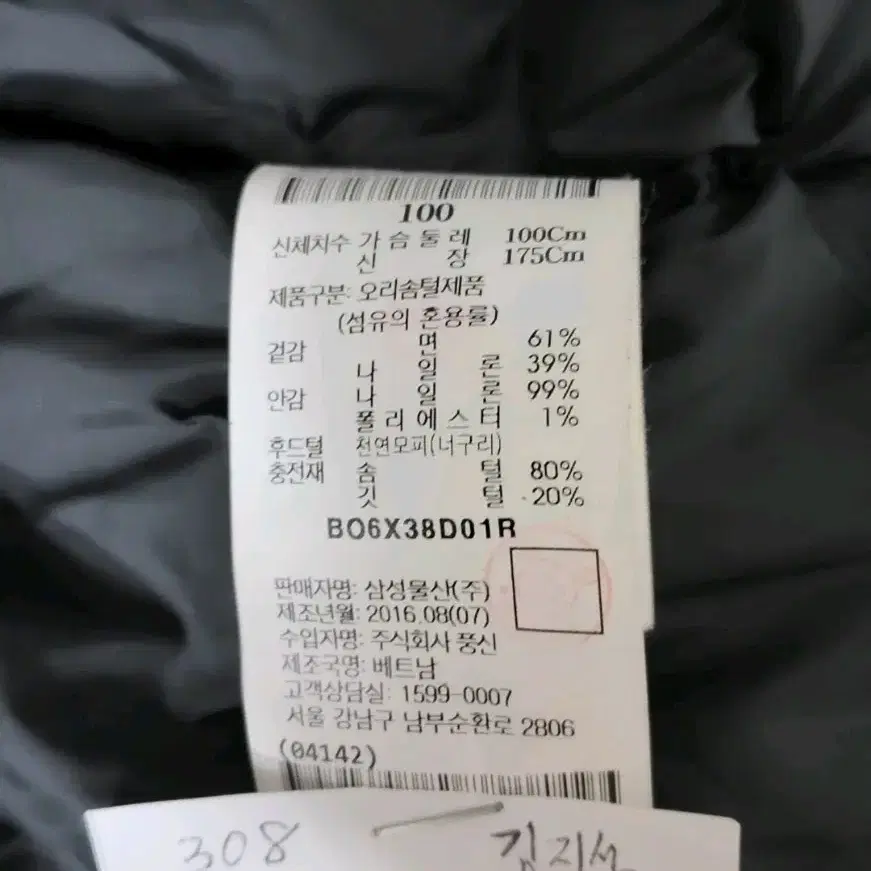 100
신체치수 가 슴 둘 레 100Cm
신 장 175Cm
제품구분: 오리솜털제품
(섬유의 혼용률)
겉감 면 61%
나 일 론 39%
안감 나 일 론 99%
폴 리 에 스 터 1%
후드털 천연모피(너구리)
충전재 솜 털 80%
깃 털 20%
BO6X38D01R
판매자명: 삼성물산(주)
제조년월: 2016.08(07)
수입자명: 주식회사 풍신
제조국명: 베트남
고객상담실: 1599-0007
서울 강남구 남부순환로 2806
(04142)
308 김지선